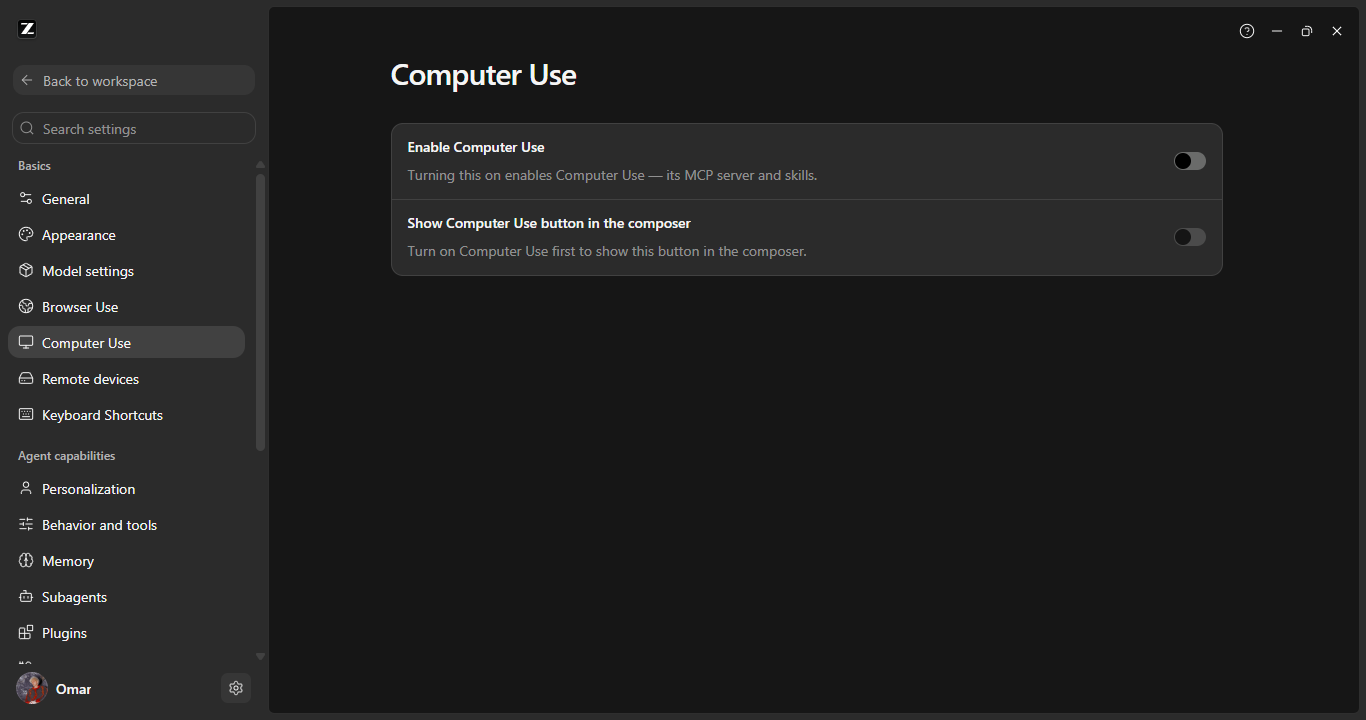 Z
Back to workspace
Search settings
Basics
General
Appearance
Model settings
Browser Use
Computer Use
Remote devices
Keyboard Shortcuts
Agent capabilities
Personalization
Behavior and tools
Memory
Subagents
Plugins
Omar
Computer Use
Enable Computer Use
Turning this on enables Computer Use — its MCP server and skills.
Show Computer Use button in the composer
Turn on Computer Use first to show this button in the composer.